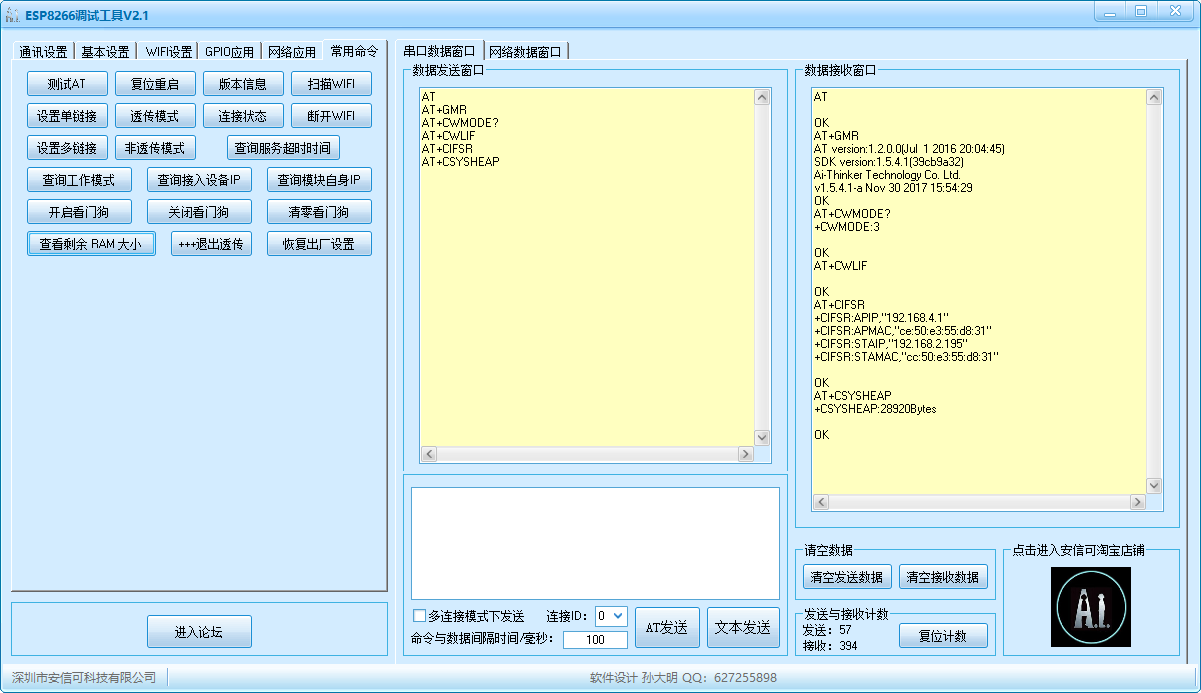 ESP8266调试工具V2.1
通讯设置 基本设置 WIFI设置 GPIO应用 网络应用 常用命令
测试AT 复位重启 版本信息 扫描WIFI
设置单链接 透传模式 连接状态 断开WIFI
设置多链接 非透传模式 查询服务超时时间
查询工作模式 查询接入设备IP 查询模块自身IP
开启看门狗 关闭看门狗 清零看门狗
查看剩余 RAM 大小 +++退出透传 恢复出厂设置
进入论坛
串口数据窗口 网络数据窗口
数据发送窗口
AT
AT+GMR
AT+CWMODE?
AT+CWLIF
AT+CIFSR
AT+CSYSHEAP
多连接模式下发送 连接ID: 0
命令与数据间隔时间/毫秒: 100
AT发送 文本发送
数据接收窗口
AT
OK
AT+GMR
AT version:1.2.0.0(Jul 1 2016 20:04:45)
SDK version:1.5.4.1(39cb9a32)
Ai-Thinker Technology Co. Ltd.
v1.5.4.1-a Nov 30 2017 15:54:29
OK
AT+CWMODE?
+CWMODE:3
OK
AT+CWLIF
OK
AT+CIFSR
+CIFSR:APIP,"192.168.4.1"
+CIFSR:APMAC,"ce:50:e3:55:d8:31"
+CIFSR:STAIP,"192.168.2.195"
+CIFSR:STAMAC,"cc:50:e3:55:d8:31"
OK
AT+CSYSHEAP
+CSYSHEAP:28920Bytes
OK
请空数据
清空发送数据 清空接收数据
发送与接收计数
发送: 57
接收: 394
复位计数
点击进入安信可淘宝店铺
A.i.
深圳市安信可科技有限公司
软件设计 孙大明 QQ: 627255898